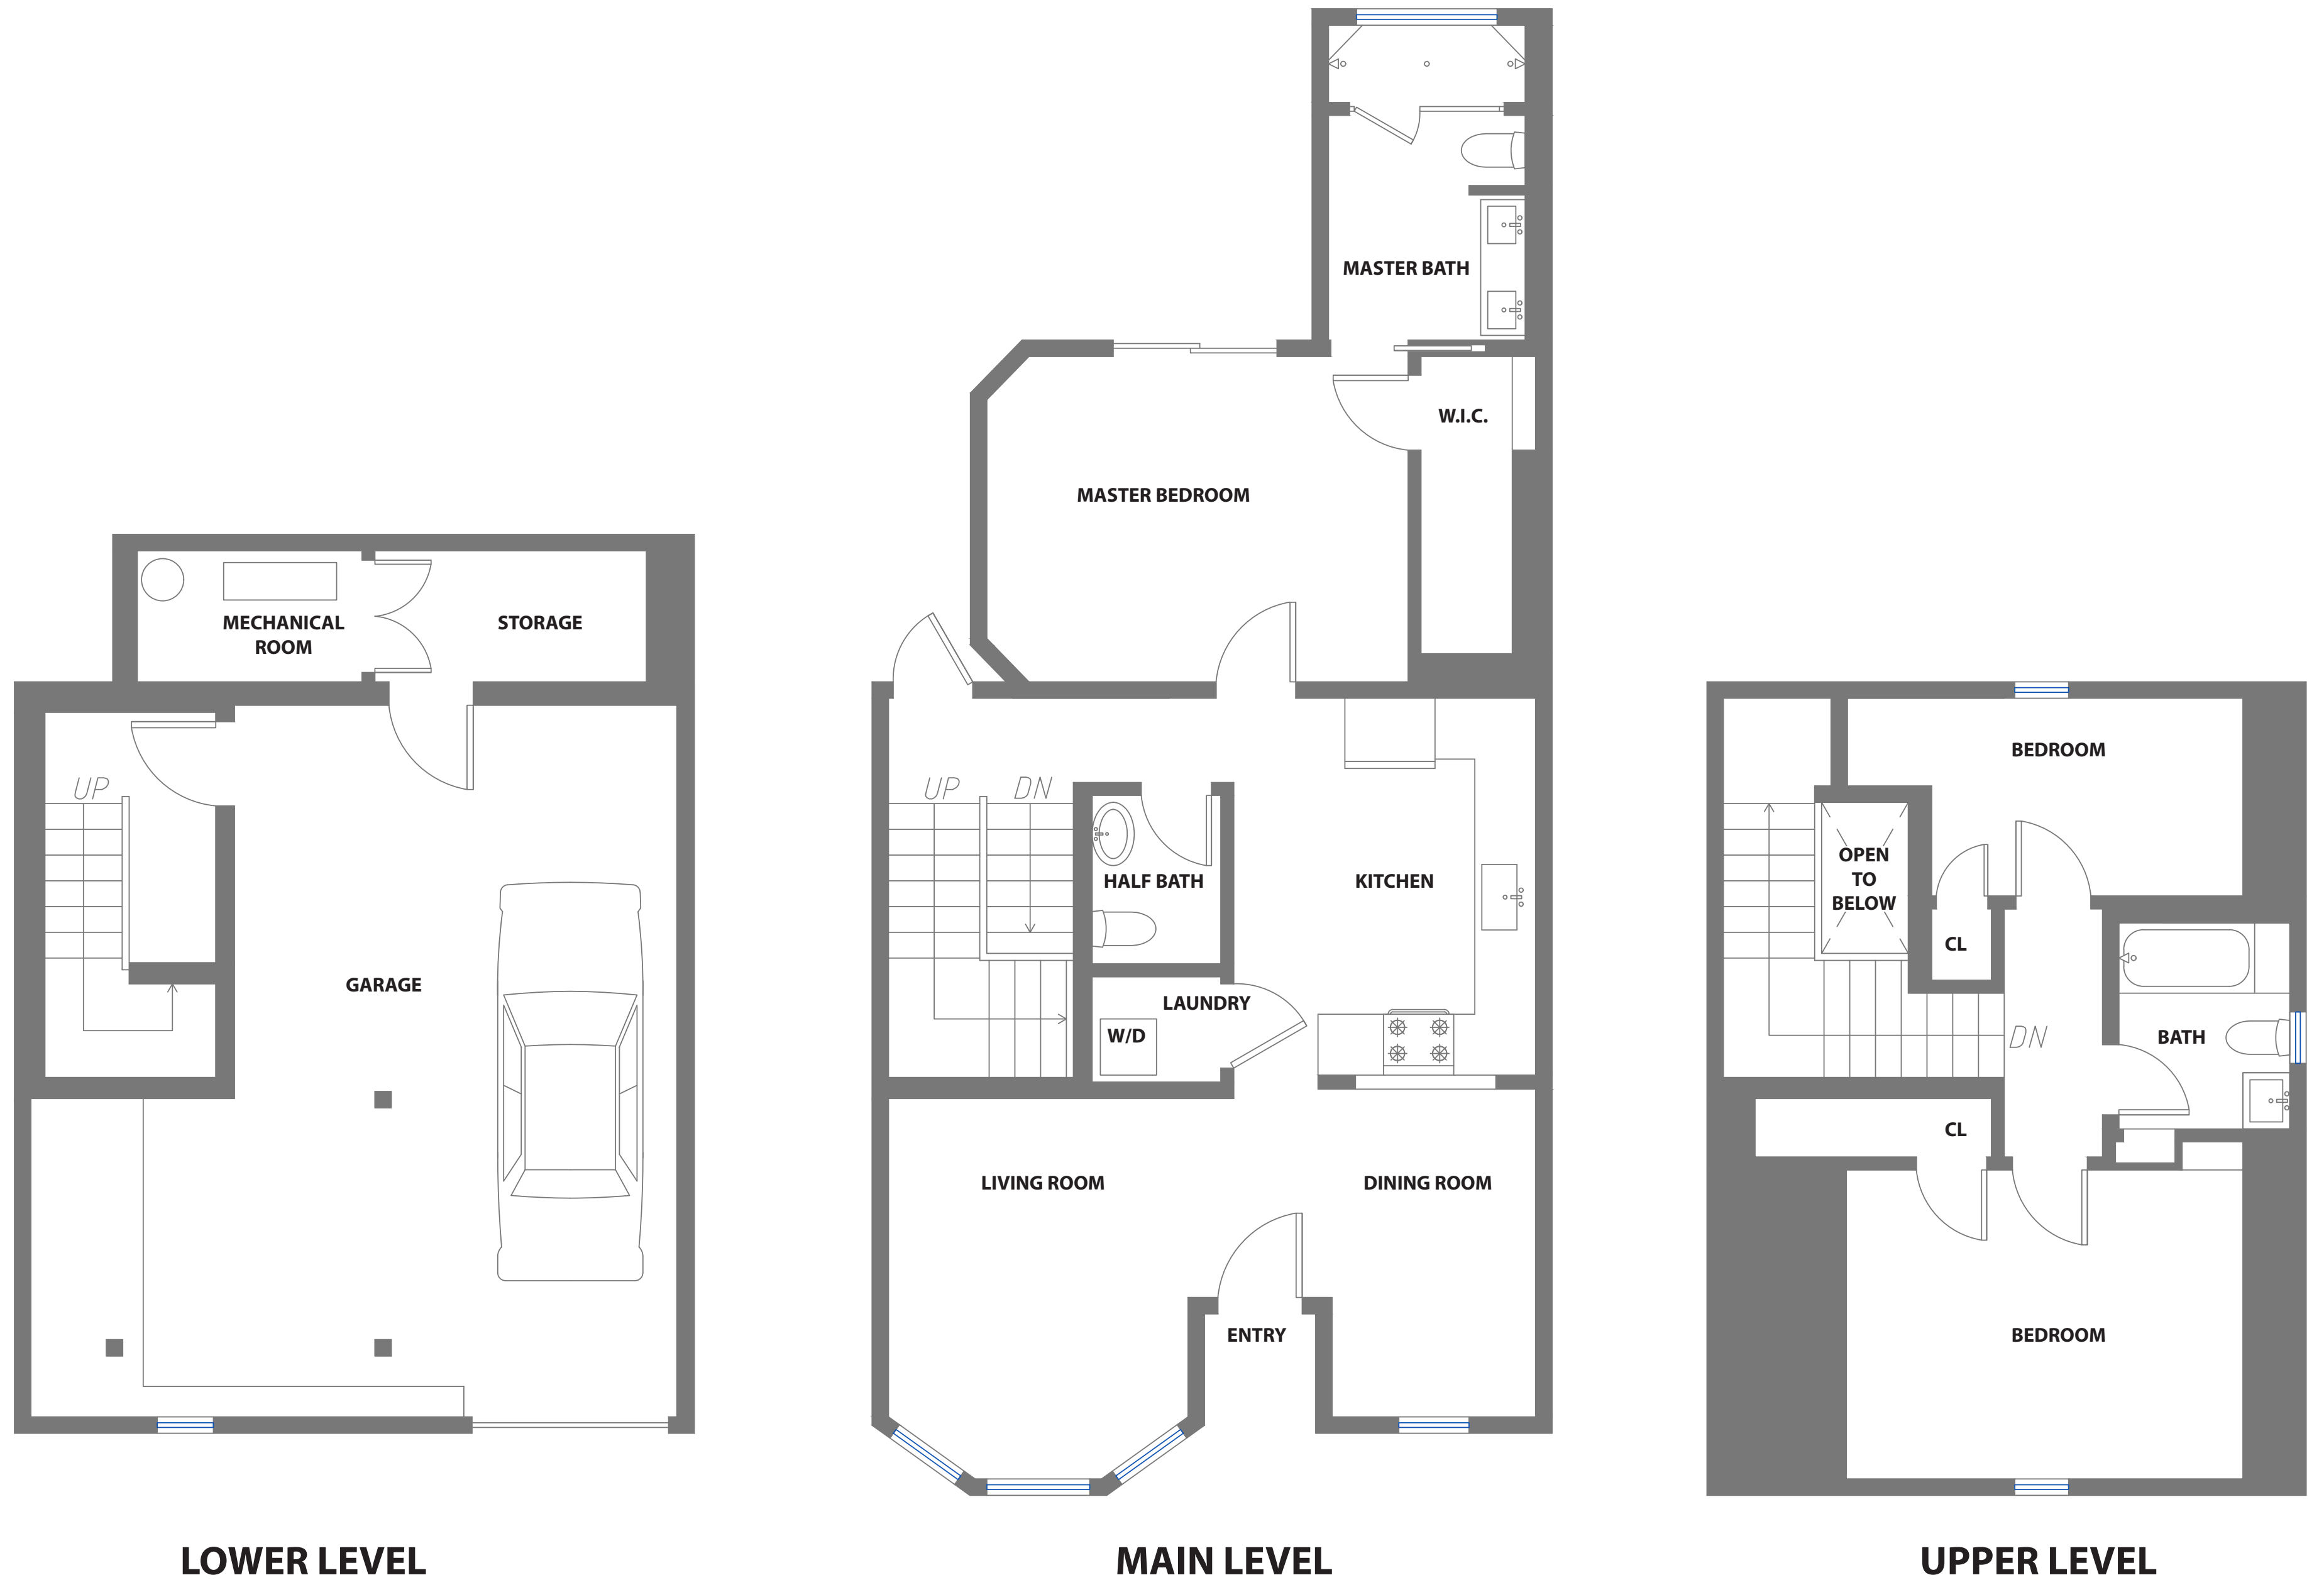 MASTER BATH
W.I.C.
MASTER BEDROOM
MECHANICAL
ROOM
STORAGE
UP
GARAGE
UP
DN
HALF BATH
KITCHEN
LAUNDRY
W/D
LIVING ROOM
DINING ROOM
ENTRY
BEDROOM
OPEN
TO
BELOW
CL
BATH
DN
CL
BEDROOM
LOWER LEVEL
MAIN LEVEL
UPPER LEVEL